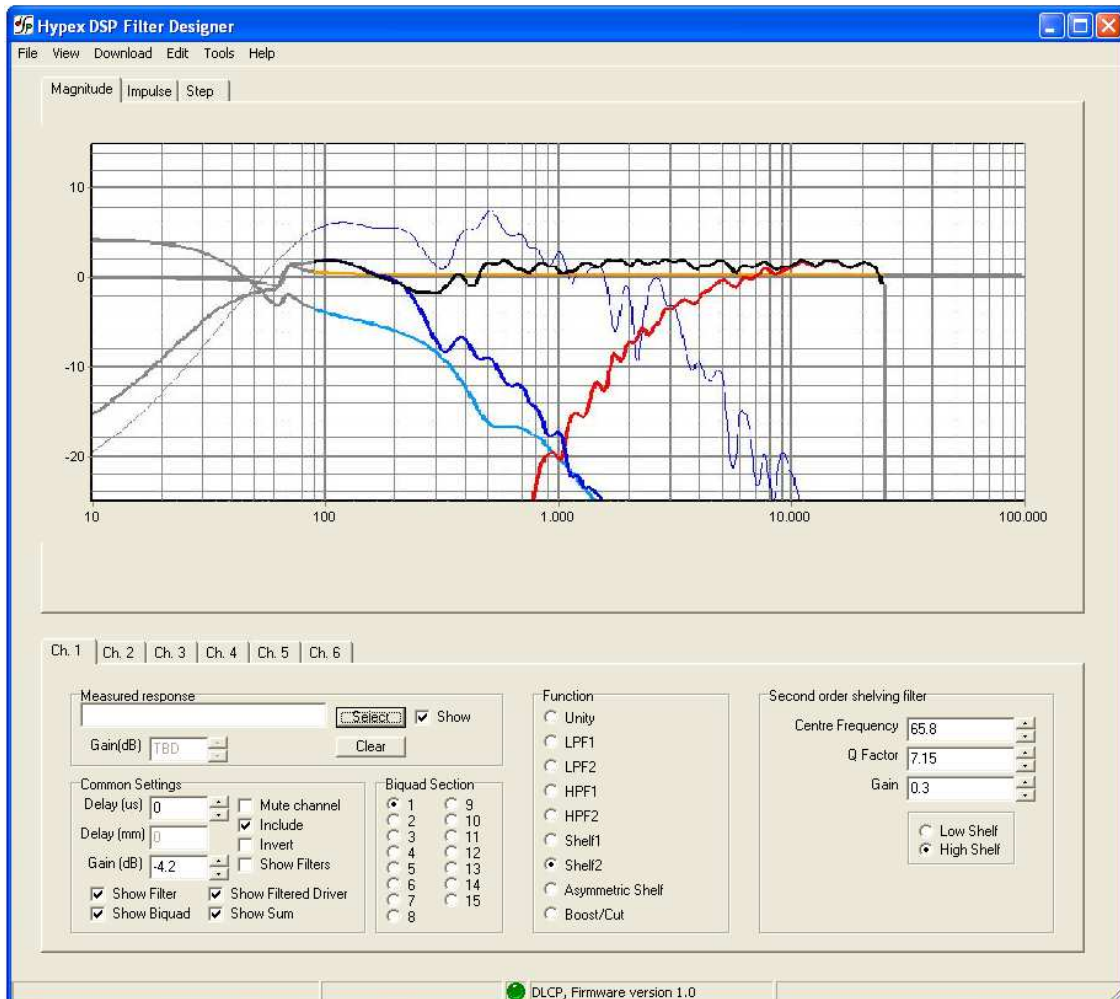 Hypex DSP Filter Designer
File View Download Edit Tools Help
Magnitude Impulse Step
10
0
-10
-20
10 100 1.000 10.000 100.000
Ch. 1 Ch. 2 Ch. 3 Ch. 4 Ch. 5 Ch. 6
Measured response
Select Show
Gain(dB) TBD Clear
Common Settings
Delay (us) 0 Mute channel
Include
Delay (mm) 0 Invert
Gain (dB) -4.2 Show Filters
Show Filter Show Filtered Driver
Show Biquad Show Sum
Biquad Section
1 9
2 10
3 11
4 12
5 13
6 14
7 15
8
Function
Unity
LPF1
LPF2
HPF1
HPF2
Shelf1
Shelf2
Asymmetric Shelf
Boost/Cut
Second order shelving filter
Centre Frequency 65.8
Q Factor 7.15
Gain 0.3
Low Shelf
High Shelf
DLCP, Firmware version 1.0